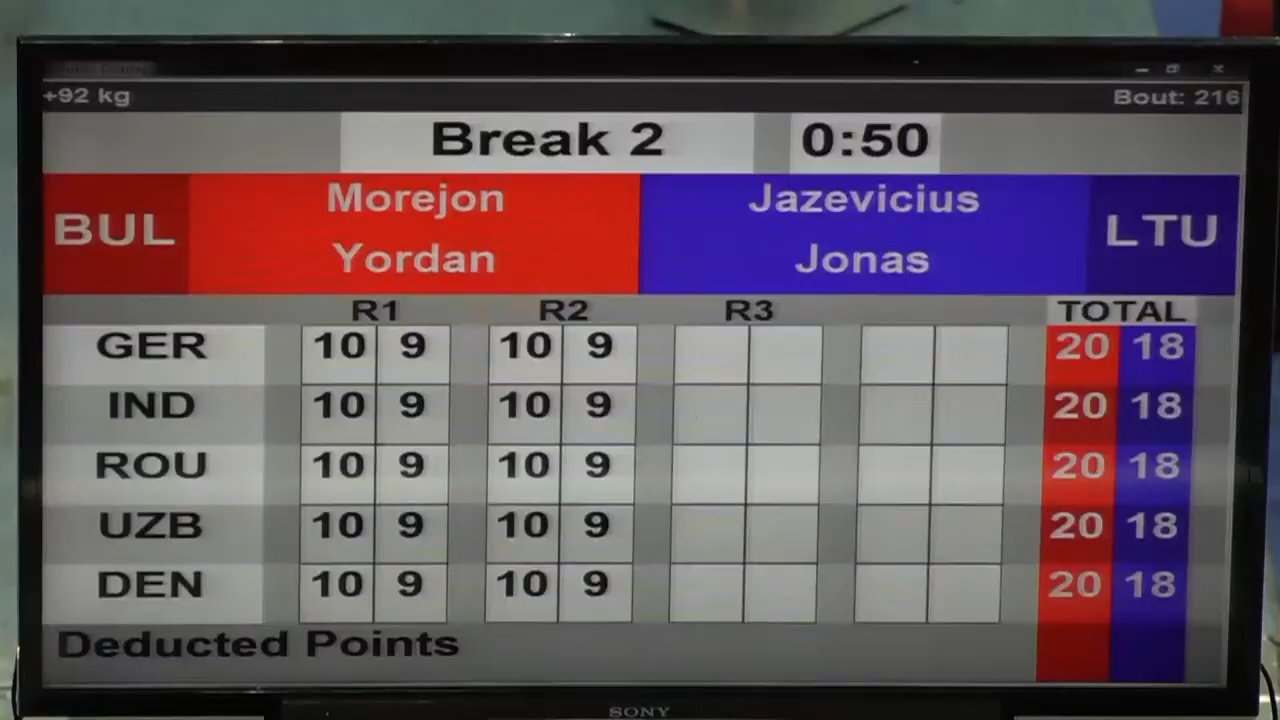 +92 kg Bout: 216
Break 2 0:50
BUL Morejon Yordan Jazevicius Jonas LTU
R1 R2 R3 TOTAL
GER 10 9 10 9 20 18
IND 10 9 10 9 20 18
ROU 10 9 10 9 20 18
UZB 10 9 10 9 20 18
DEN 10 9 10 9 20 18
Deducted Points
SONY